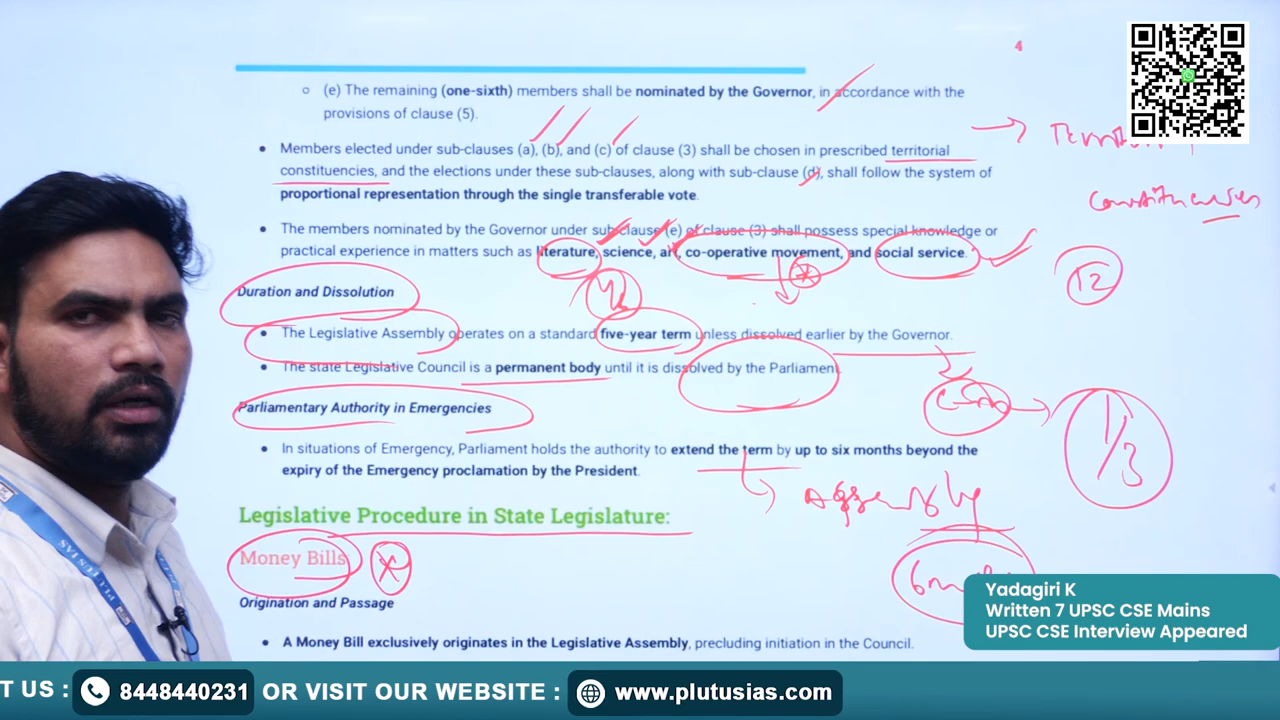 4
(e) The remaining (one-sixth) members shall be nominated by the Governor, in accordance with the
provisions of clause (5).
Members elected under sub-clauses (a), (b), and (c) of clause (3) shall be chosen in prescribed territorial
constituencies, and the elections under these sub-clauses, along with sub-clause (d), shall follow the system of
proportional representation through the single transferable vote.
constituencies
The members nominated by the Governor under sub-clause (e) of clause (3) shall possess special knowledge or
practical experience in matters such as literature, science, art, co-operative movement, and social service.
12
Duration and Dissolution
The Legislative Assembly operates on a standard five-year term unless dissolved earlier by the Governor.
The state Legislative Council is a permanent body until it is dissolved by the Parliament.
1/3
Parliamentary Authority in Emergencies
In situations of Emergency, Parliament holds the authority to extend the term by up to six months beyond the
expiry of the Emergency proclamation by the President.
Assembly
Legislative Procedure in State Legislature:
Money Bills
Origination and Passage
A Money Bill exclusively originates in the Legislative Assembly, precluding initiation in the Council.
PLUTUS IAS
Yadagiri K
Written 7 UPSC CSE Mains
UPSC CSE Interview Appeared
T US : 8448440231 OR VISIT OUR WEBSITE : www.plutusias.com